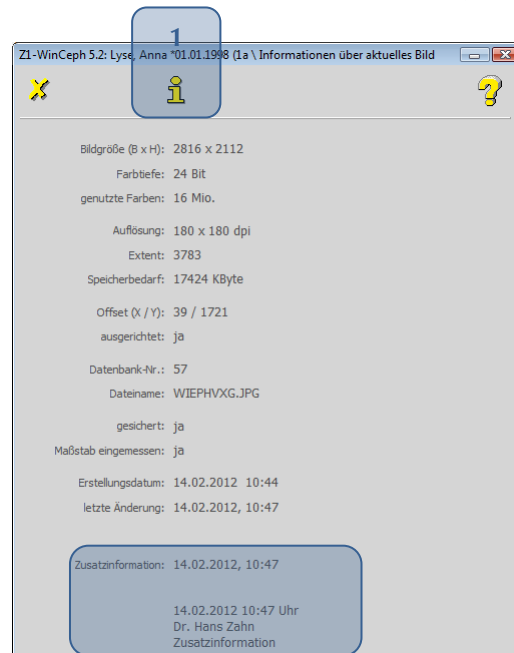 1
Z1-WinCeph 5.2: Lyse, Anna *01.01.1998 (1a \ Informationen über aktuelles Bild
Bildgröße (B x H): 2816 x 2112
Farbtiefe: 24 Bit
genutzte Farben: 16 Mio.
Auflösung: 180 x 180 dpi
Extent: 3783
Speicherbedarf: 17424 KByte
Offset (X / Y): 39 / 1721
ausgerichtet: ja
Datenbank-Nr.: 57
Dateiname: WIEPHVXG.JPG
gesichert: ja
Maßstab eingemessen: ja
Erstellungsdatum: 14.02.2012 10:44
letzte Änderung: 14.02.2012, 10:47
Zusatzinformation: 14.02.2012, 10:47
14.02.2012 10:47 Uhr
Dr. Hans Zahn
Zusatzinformation